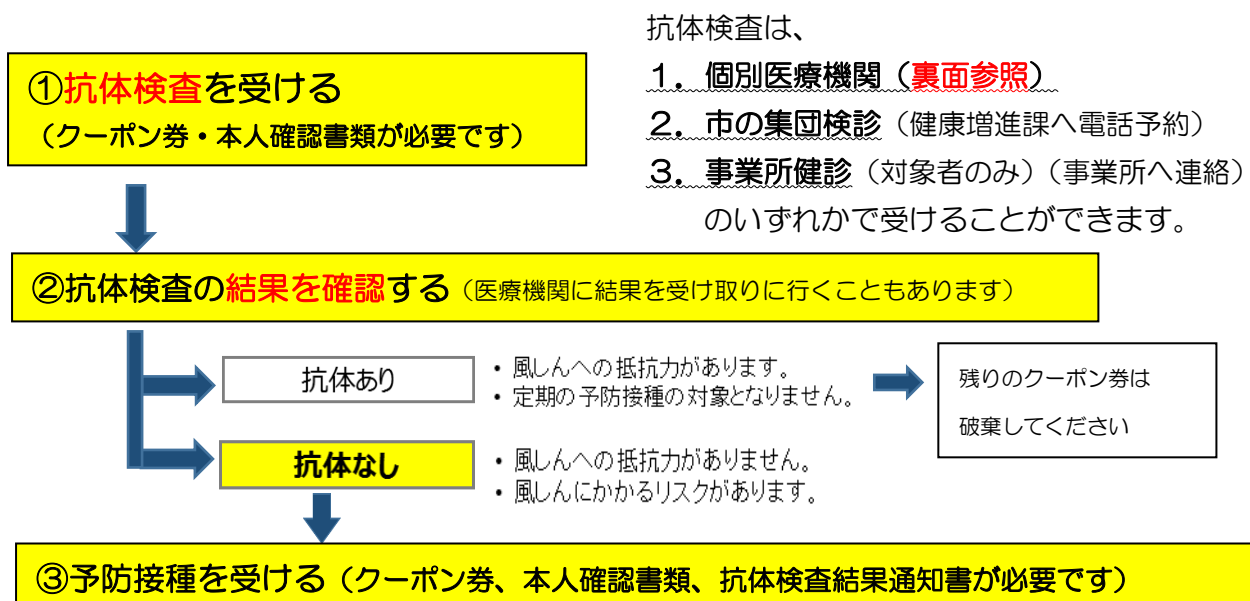 抗体検査は、
1．個別医療機関（裏面参照）
2．市の集団検診（健康増進課へ電話予約）
3．事業所健診（対象者のみ）（事業所へ連絡）
のいずれかで受けることができます。
①抗体検査を受ける
（クーポン券・本人確認書類が必要です）
②抗体検査の結果を確認する（医療機関に結果を受け取りに行くこともあります）
抗体あり
・風しんへの抵抗力があります。
・定期の予防接種の対象となりません。
残りのクーポン券は
破棄してください
抗体なし
・風しんへの抵抗力がありません。
・風しんにかかるリスクがあります。
③予防接種を受ける（クーポン券、本人確認書類、抗体検査結果通知書が必要です）